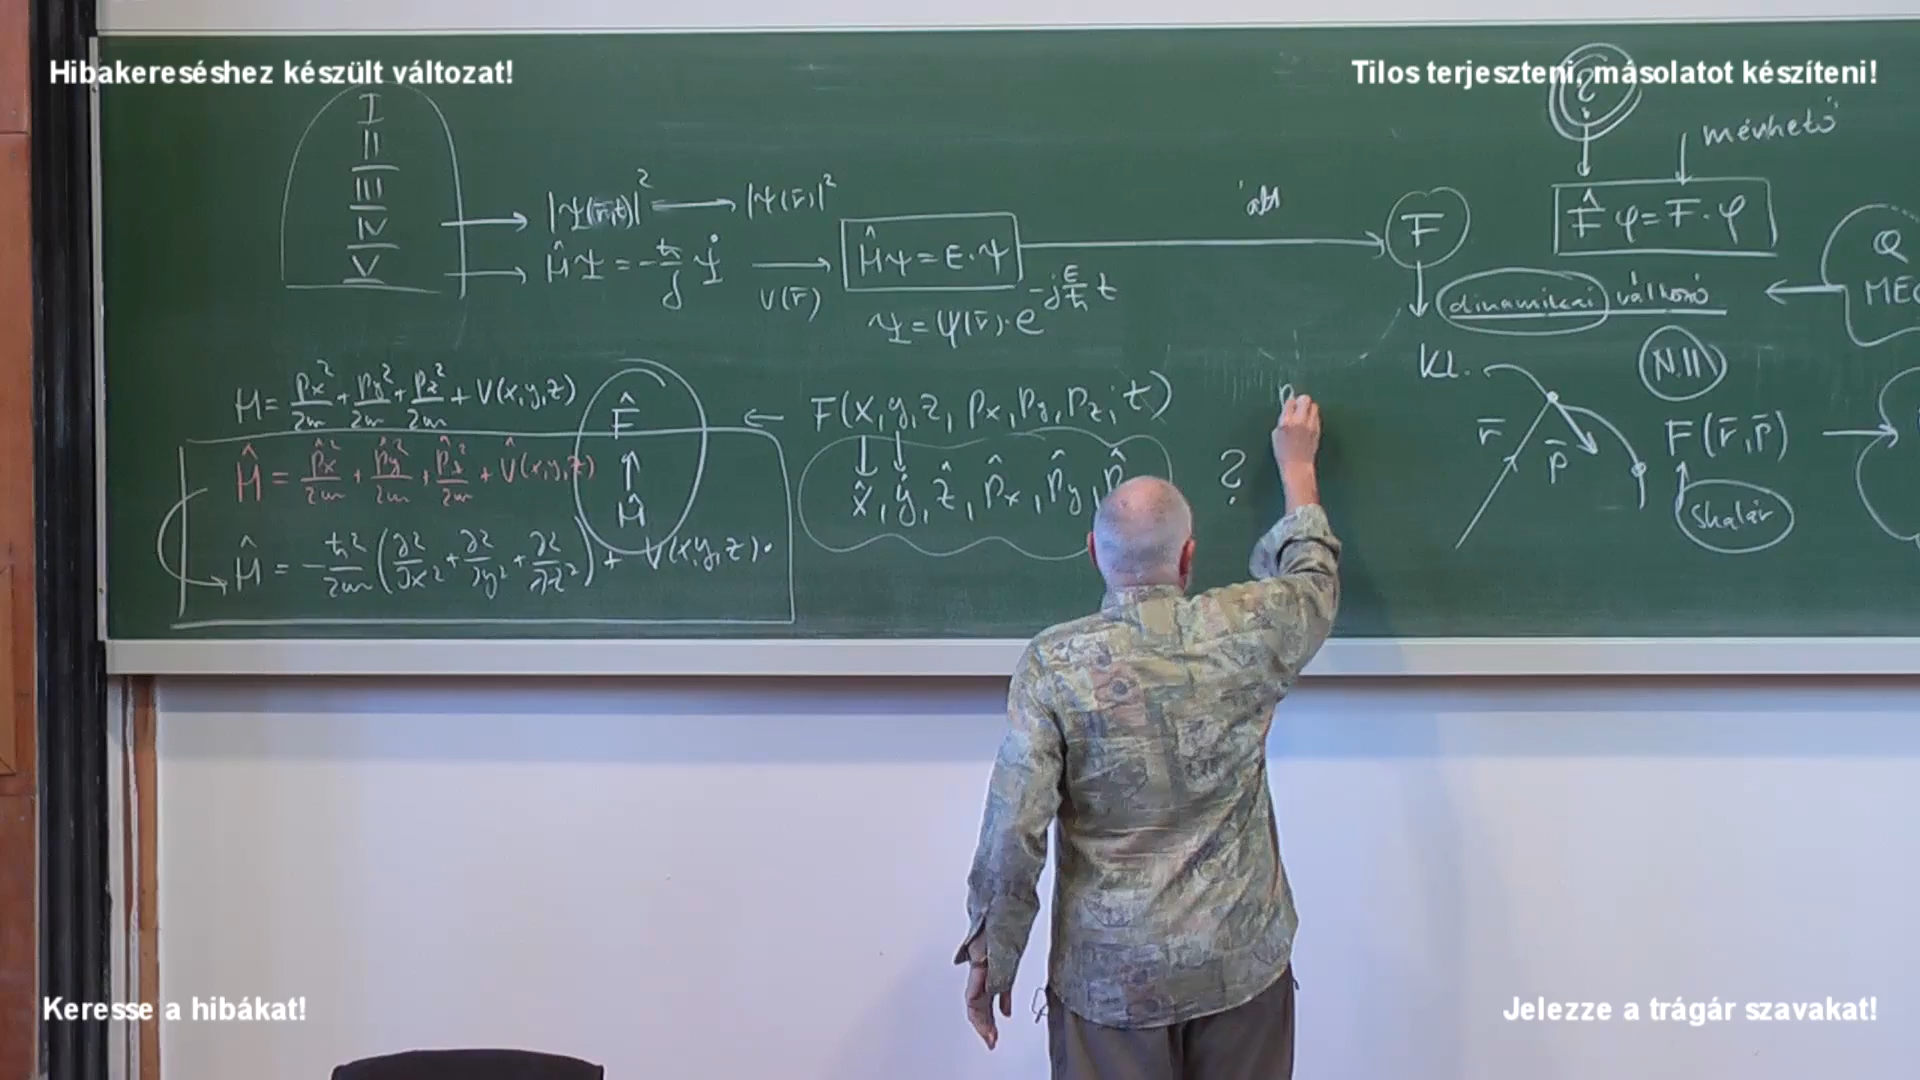 Hibakereséshez készült változat!
Tilos terjeszteni, másolatot készíteni!
I
II
III
IV
V
|Ψ(r̄,t)|² → |Ψ(r̄)|²
ĤΨ = -ħ/j Ψ̇ → V(r̄)
Ĥψ = E·ψ
Ψ = φ(r̄)·e^(-j E/ħ t)
F
?
mérhető
F̂ φ = F·φ
dinamikai változó
Q
H = px²/2m + py²/2m + pz²/2m + V(x,y,z)
Ĥ = p̂x²/2m + p̂y²/2m + p̂z²/2m + V̂(x,y,z)
Ĥ = -ħ²/2m (∂²/∂x² + ∂²/∂y² + ∂²/∂z²) + V(x,y,z)·
F̂
↑
Ĥ
← F(x,y,z,px,py,pz,t)
x̂, ŷ, ẑ, p̂x, p̂y, p̂
?
Kl.
N.II
r̄
p̄
F(r̄,p̄) →
skalár
Keresse a hibákat!
Jelezze a trágár szavakat!